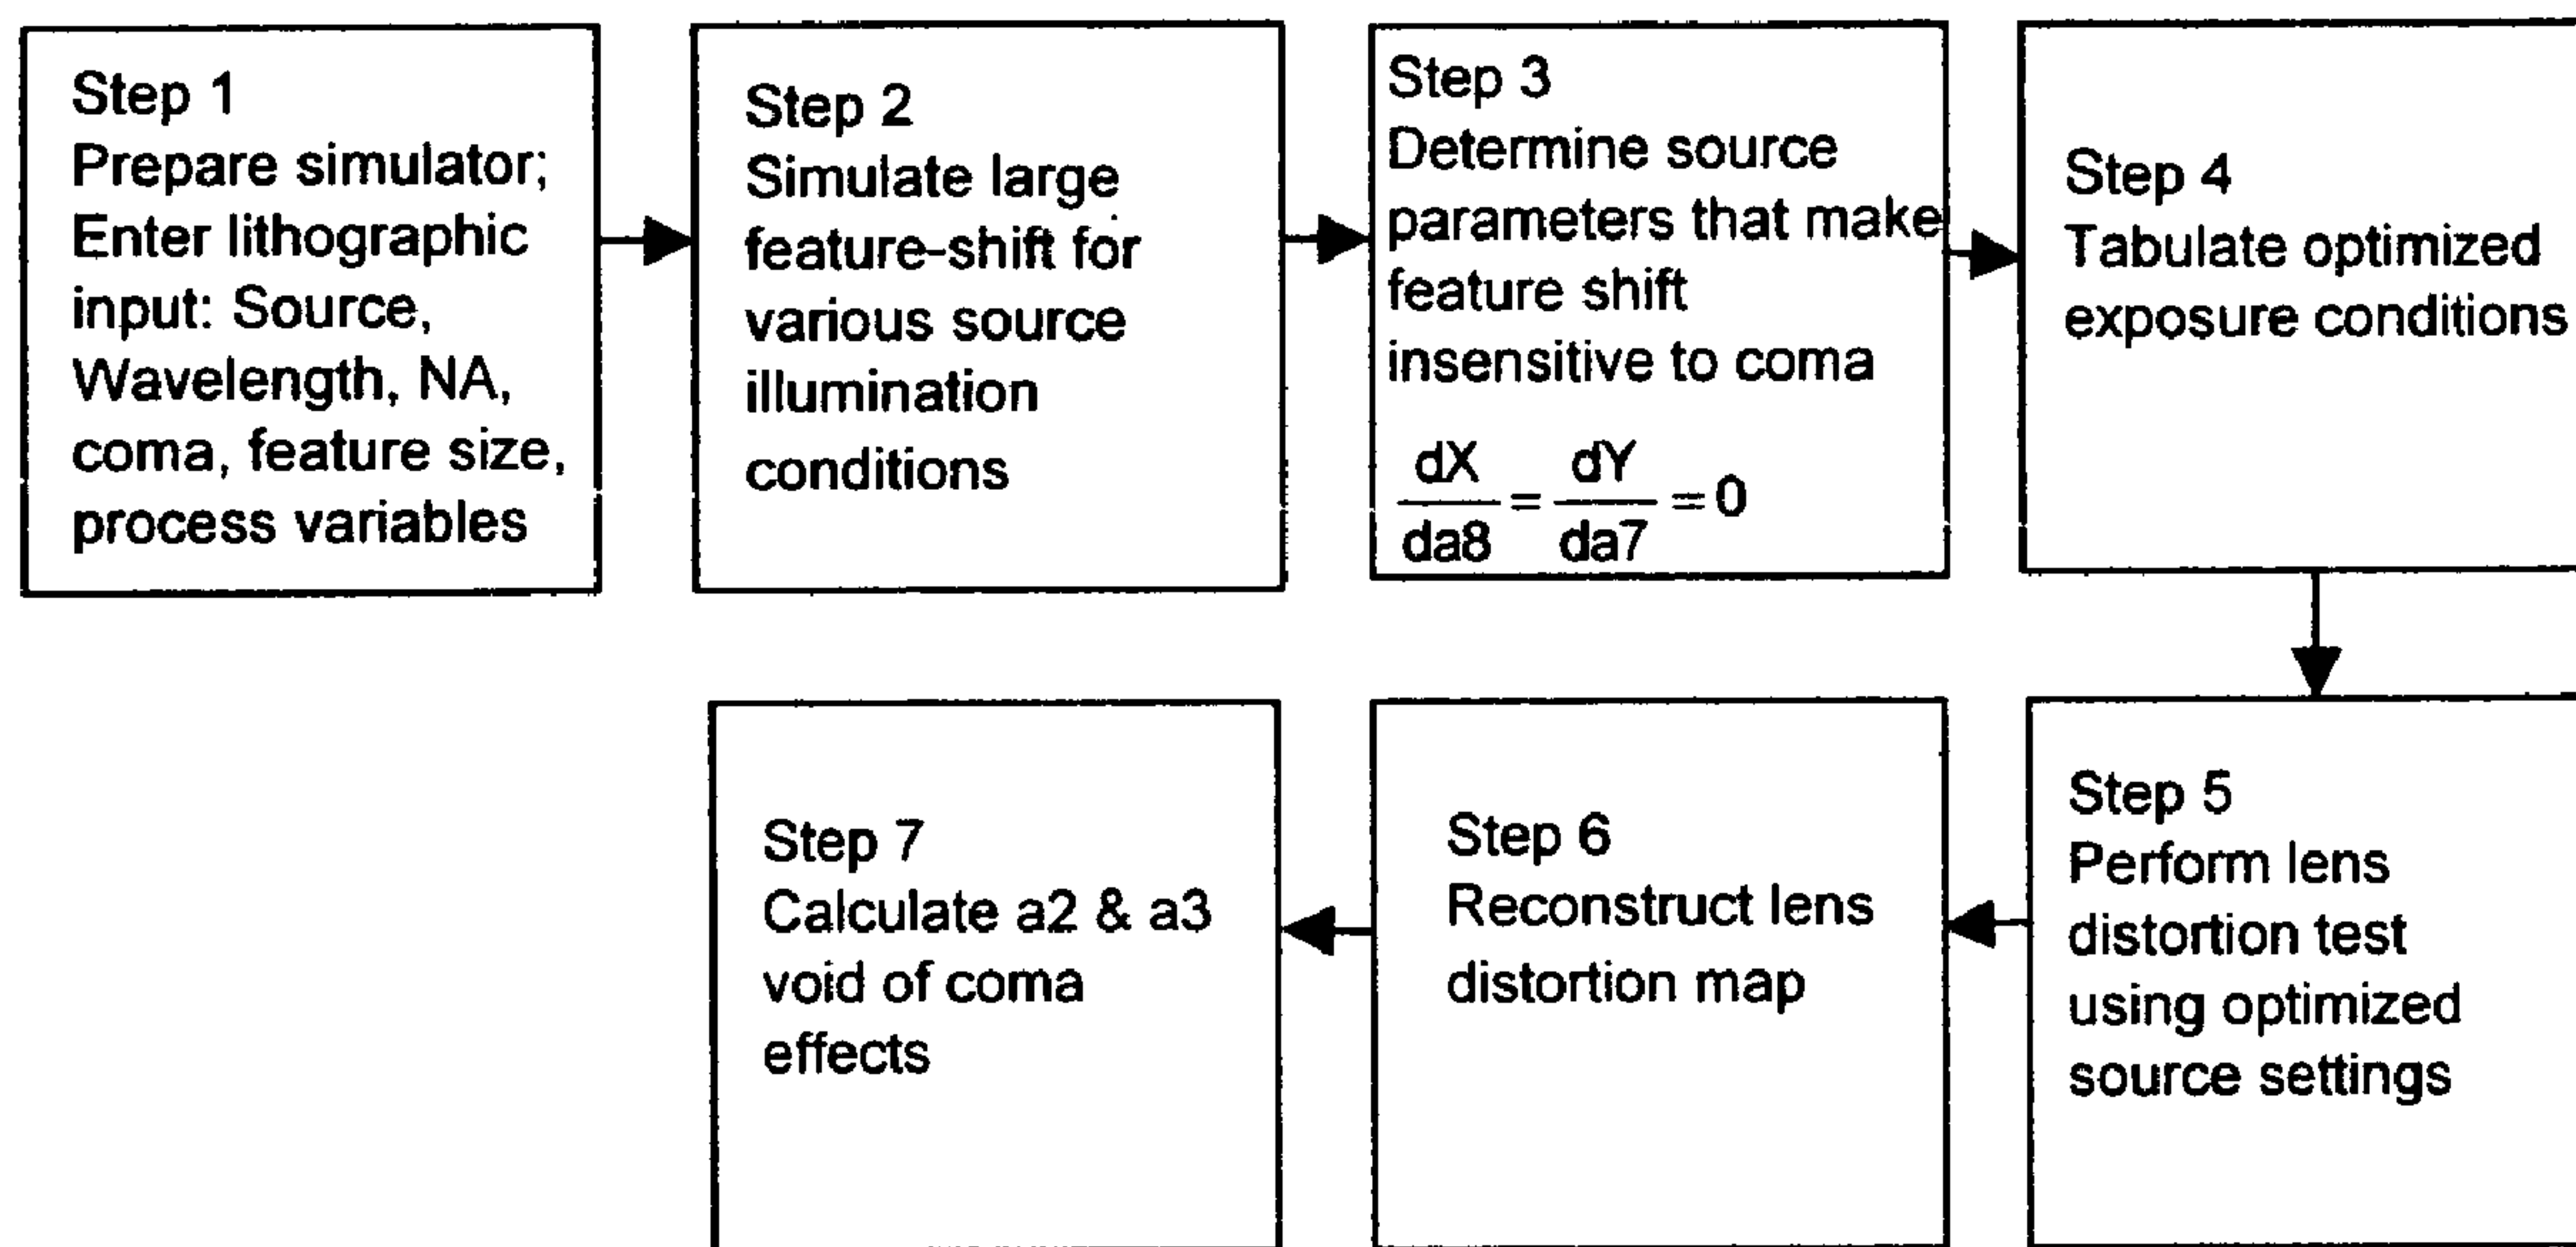 Step 1
Prepare simulator;
Enter lithographic
input: Source,
Wavelength, NA,
coma, feature size,
process variables
Step 2
Simulate large
feature-shift for
various source
illumination
conditions
Step 3
Determine source
parameters that make
feature shift
insensitive to coma
dX/da8 = dY/da7 = 0
Step 4
Tabulate optimized
exposure conditions
Step 5
Perform lens
distortion test
using optimized
source settings
Step 6
Reconstruct lens
distortion map
Step 7
Calculate a2 & a3
void of coma
effects